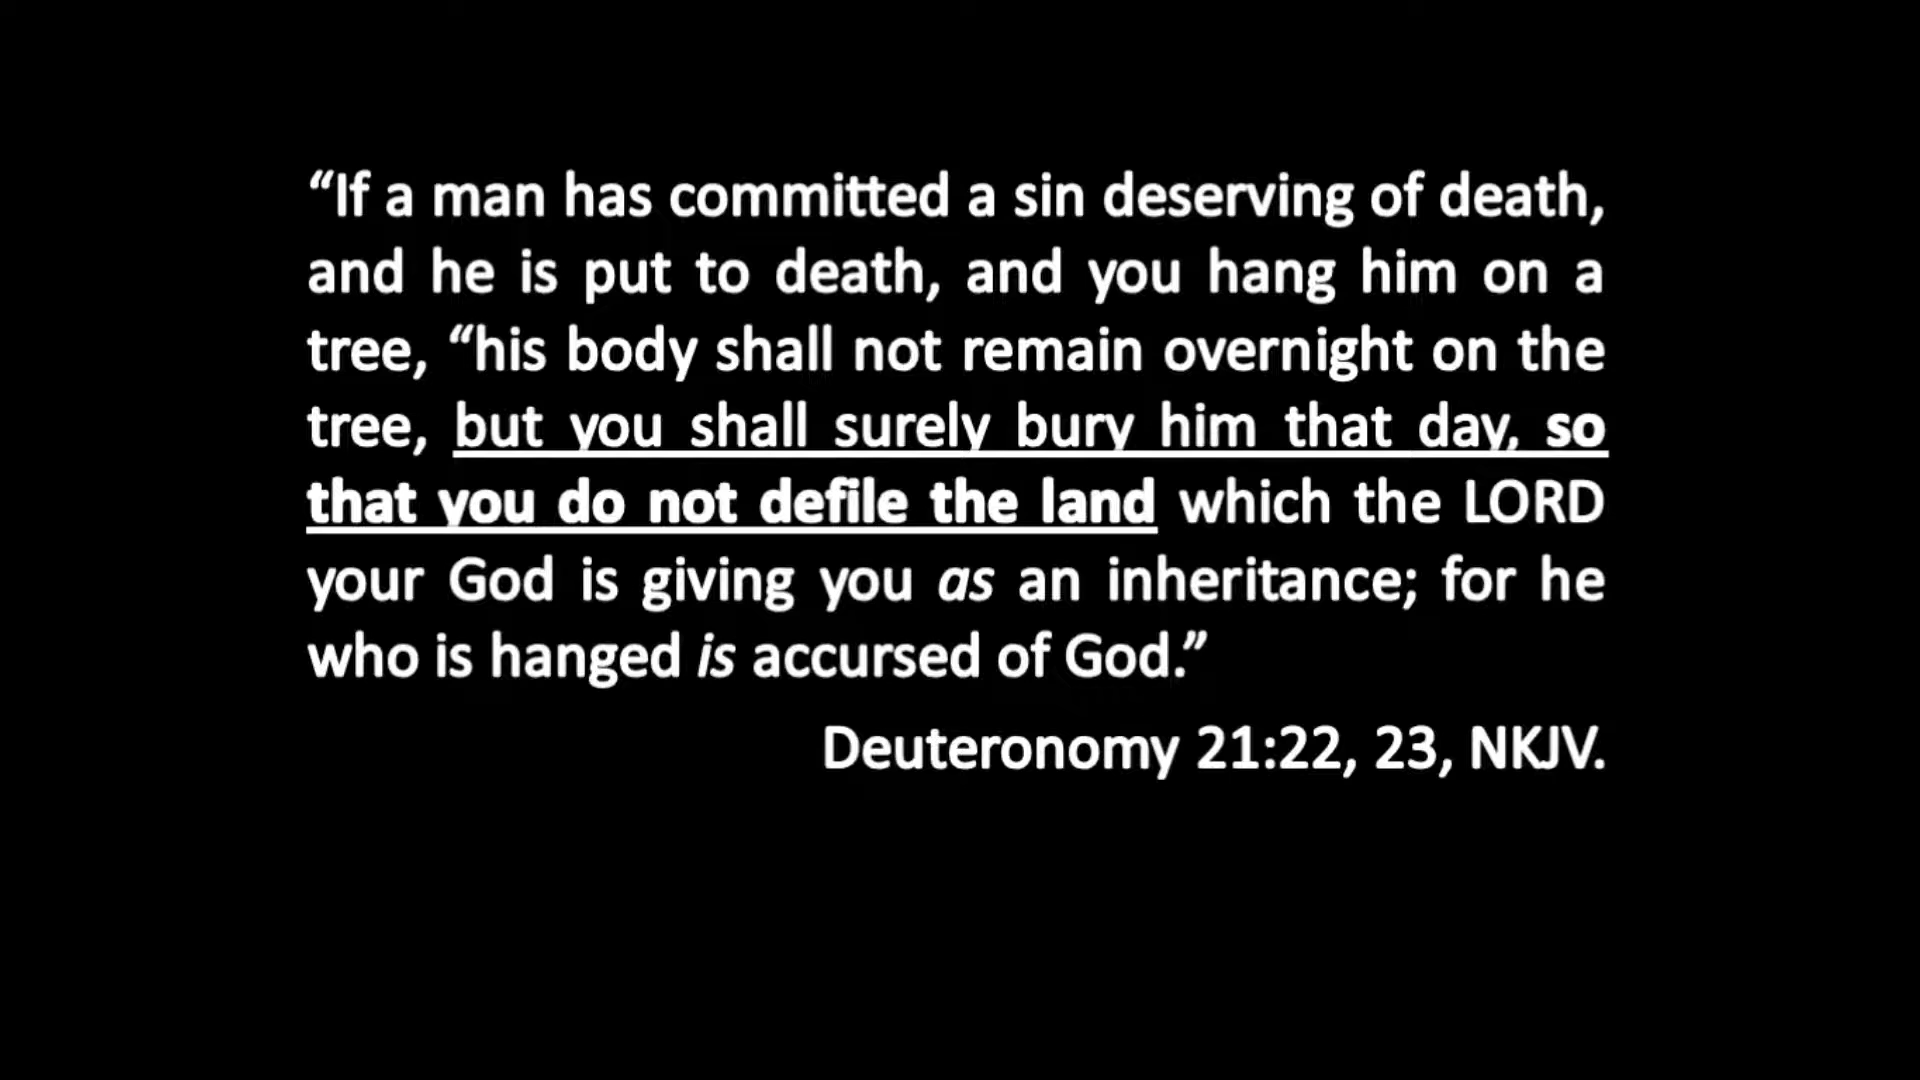 “If a man has committed a sin deserving of death,
and he is put to death, and you hang him on a
tree, “his body shall not remain overnight on the
tree, but you shall surely bury him that day, so
that you do not defile the land which the LORD
your God is giving you as an inheritance; for he
who is hanged is accursed of God.”
Deuteronomy 21:22, 23, NKJV.